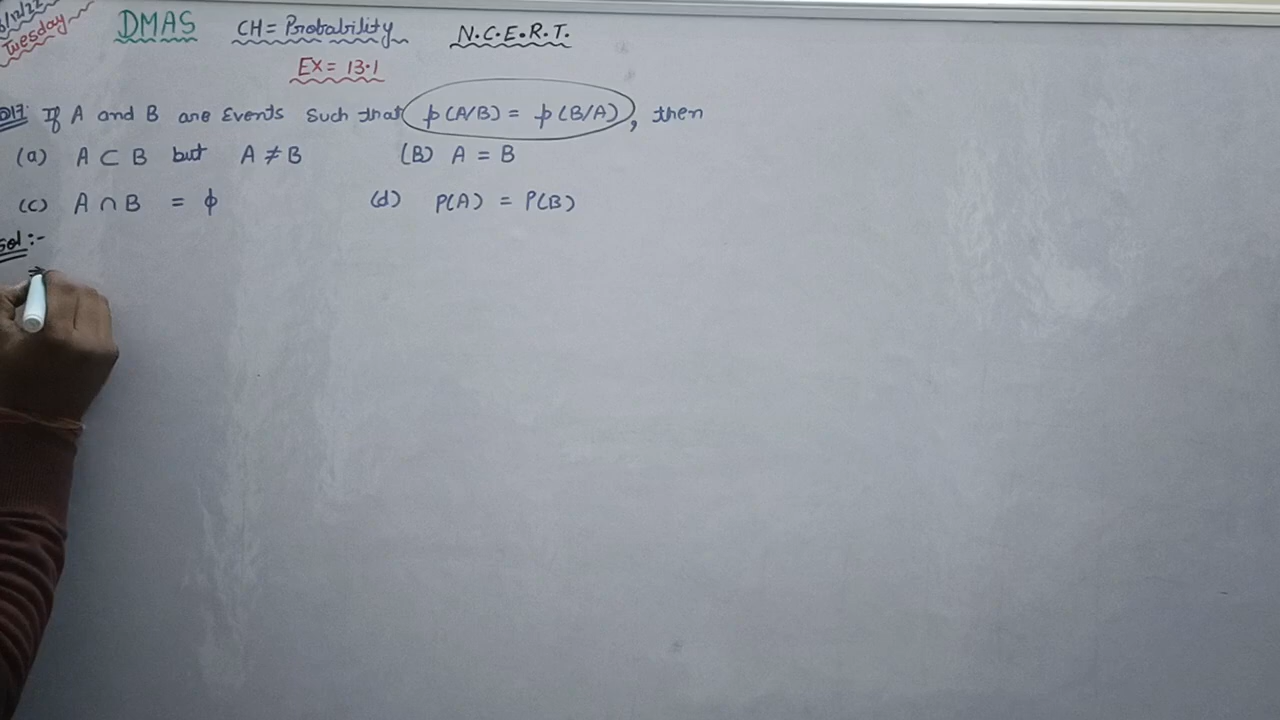 Tuesday
DMAS CH = Probability N.C.E.R.T.
EX = 13.1
Q17: If A and B are Events Such that p(A/B) = p(B/A), then
(a) A ⊂ B but A ≠ B (B) A = B
(c) A ∩ B = ϕ (d) P(A) = P(B)
Sol :-